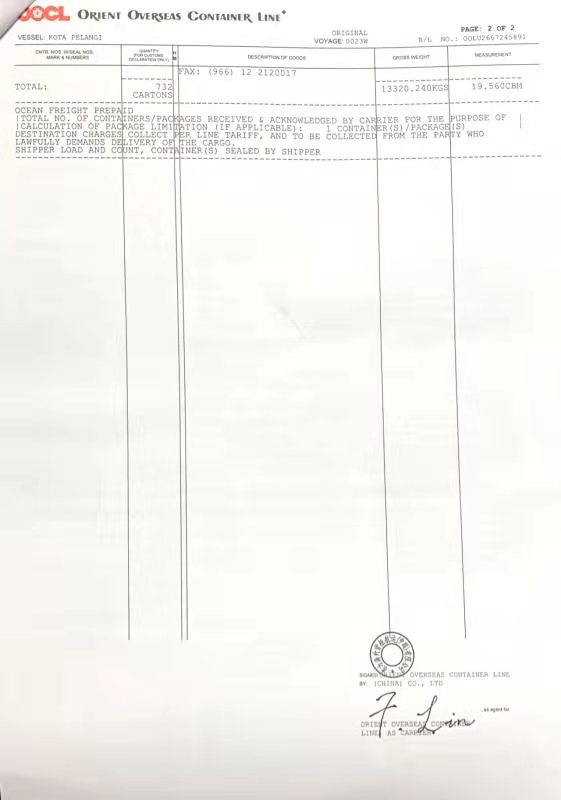 OOCL ORIENT OVERSEAS CONTAINER LINE
VESSEL: KOTA PELANGI
ORIGINAL
VOYAGE: 0023W
PAGE: 2 OF 2
B/L NO.: OOLU2667245891
CNTR. NOS. W/SEAL NOS.
MARK & NUMBERS
QUANTITY
(FOR CUSTOMS
DECLARATION ONLY)
H
M
DESCRIPTION OF GOODS
GROSS WEIGHT
MEASUREMENT
FAX: (966) 12 2120017
TOTAL: 732 13320.240KGS 19.560CBM
CARTONS
OCEAN FREIGHT PREPAID
|TOTAL NO. OF CONTAINERS/PACKAGES RECEIVED & ACKNOWLEDGED BY CARRIER FOR THE PURPOSE OF |
|CALCULATION OF PACKAGE LIMITATION (IF APPLICABLE): 1 CONTAINER(S)/PACKAGE(S) |
DESTINATION CHARGES COLLECT PER LINE TARIFF, AND TO BE COLLECTED FROM THE PARTY WHO
LAWFULLY DEMANDS DELIVERY OF THE CARGO.
SHIPPER LOAD AND COUNT, CONTAINER(S) SEALED BY SHIPPER
SIGNED ORIENT OVERSEAS CONTAINER LINE
BY: (CHINA) CO., LTD
, as agent for
ORIENT OVERSEAS CONTAINER
LINE AS CARRIER